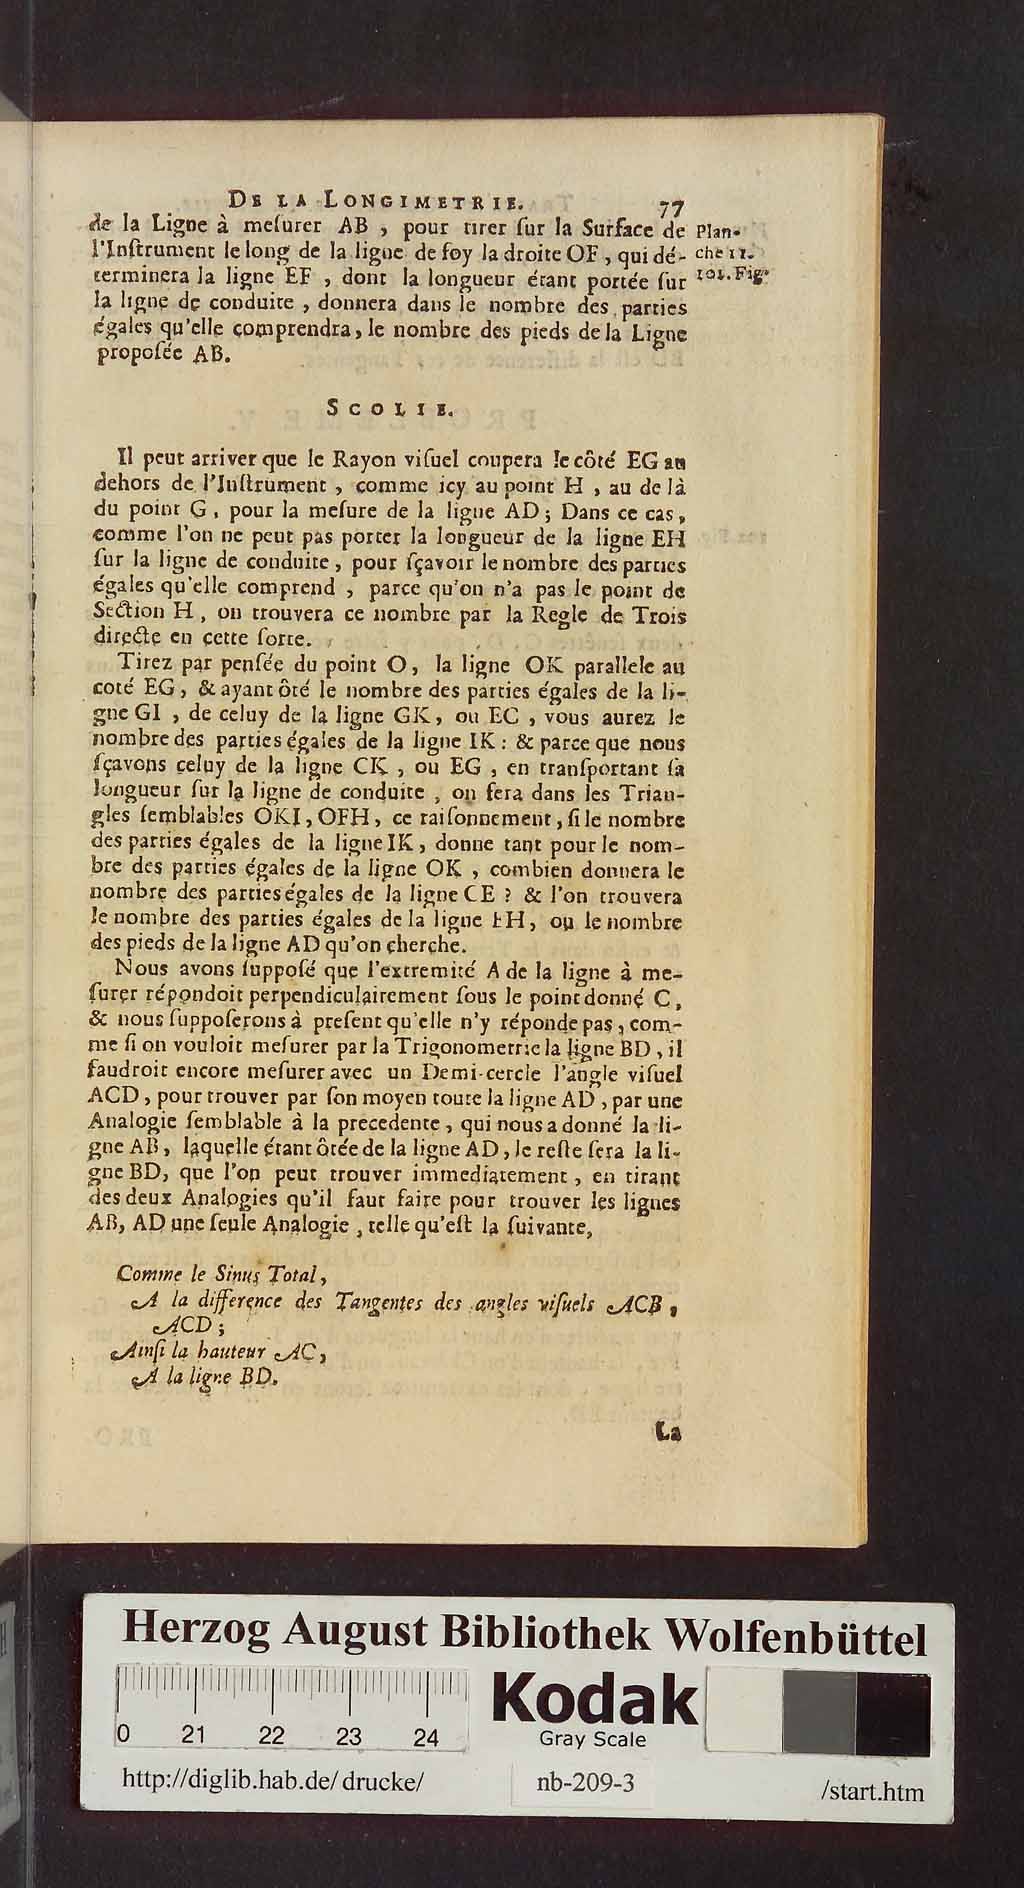 DE LA LONGIMETRIE. 77
de la Ligne à meſurer AB , pour tirer ſur la Surface de
l'Inſtrument le long de la ligne de foy la droite OF , qui dé-
terminera la ligne EF , dont la longueur étant portée ſur
la ligne de conduite , donnera dans le nombre des parties
égales qu'elle comprendra, le nombre des pieds de la Ligne
propoſée AB.
Plan-
che 11.
101. Fig.
SCOLIE.
Il peut arriver que le Rayon viſuel coupera le côté EG au
dehors de l'Inſtrument , comme icy au point H , au de là
du point G , pour la meſure de la ligne AD ; Dans ce cas,
comme l'on ne peut pas porter la longueur de la ligne EH
ſur la ligne de conduite , pour ſçavoir le nombre des parties
égales qu'elle comprend , parce qu'on n'a pas le point de
Section H , on trouvera ce nombre par la Regle de Trois
directe en cette ſorte.
Tirez par penſée du point O, la ligne OK parallele au
coté EG, & ayant ôté le nombre des parties égales de la li-
gne GI , de celuy de la ligne GK, ou EC , vous aurez le
nombre des parties égales de la ligne IK : & parce que nous
ſçavons celuy de la ligne CK , ou EG , en tranſportant ſa
longueur ſur la ligne de conduite , on fera dans les Trian-
gles ſemblables OKI, OFH, ce raiſonnement, ſi le nombre
des parties égales de la ligne IK, donne tant pour le nom-
bre des parties égales de la ligne OK , combien donnera le
nombre des parties égales de la ligne CE ? & l'on trouvera
le nombre des parties égales de la ligne EH, ou le nombre
des pieds de la ligne AD qu'on cherche.
Nous avons ſuppoſé que l'extremité A de la ligne à me-
ſurer répondoit perpendiculairement ſous le point donné C,
& nous ſuppoſerons à preſent qu'elle n'y réponde pas, com-
me ſi on vouloit meſurer par la Trigonometrie la ligne BD , il
faudroit encore meſurer avec un Demi-cercle l'angle viſuel
ACD , pour trouver par ſon moyen toute la ligne AD , par une
Analogie ſemblable à la precedente , qui nous a donné la li-
gne AB, laquelle étant ôtée de la ligne AD , le reſte ſera la li-
gne BD, que l'on peut trouver immediatement , en tirant
des deux Analogies qu'il faut faire pour trouver les lignes
AB, AD une ſeule Analogie , telle qu'eſt la ſuivante,
Comme le Sinus Total,
A la difference des Tangentes des angles viſuels ACB ,
ACD ;
Ainſi la hauteur AC,
A la ligne BD.
La
Herzog August Bibliothek Wolfenbüttel
0 21 22 23 24
Kodak
Gray Scale
http://diglib.hab.de/drucke/ nb-209-3 /start.htm